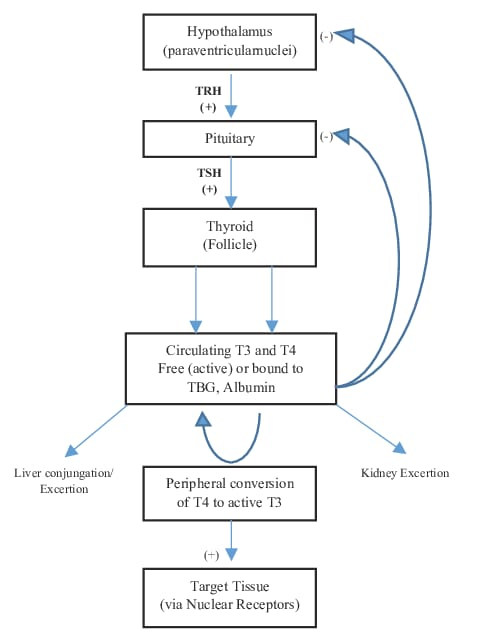 Hypothalamus
(paraventricularnuclei)
(-)
TRH
(+)
Pituitary
(-)
TSH
(+)
Thyroid
(Follicle)
Circulating T3 and T4
Free (active) or bound to
TBG, Albumin
Liver conjungation/
Excertion
Kidney Excertion
Peripheral conversion
of T4 to active T3
(+)
Target Tissue
(via Nuclear Receptors)